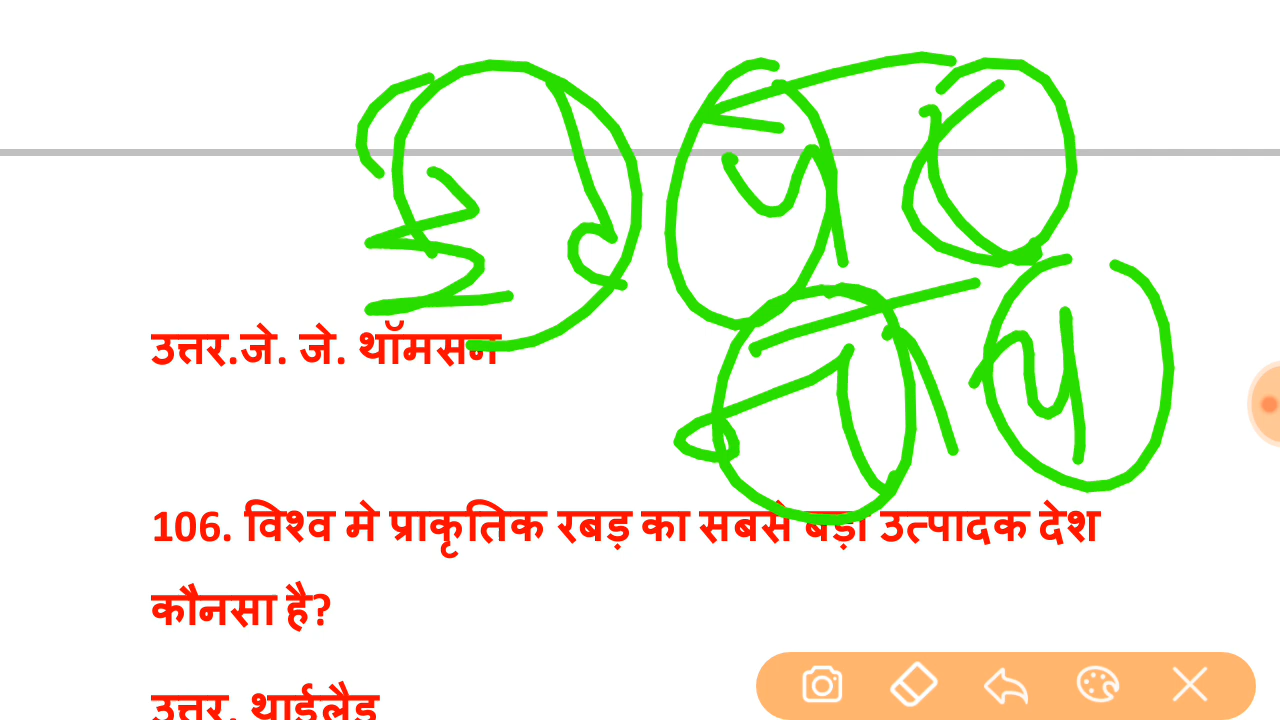 उत्तर.जे. जे. थॉमसन
106. विश्व मे प्राकृतिक रबड़ का सबसे बड़ा उत्पादक देश
कौनसा है?
उत्तर. थाईलैड